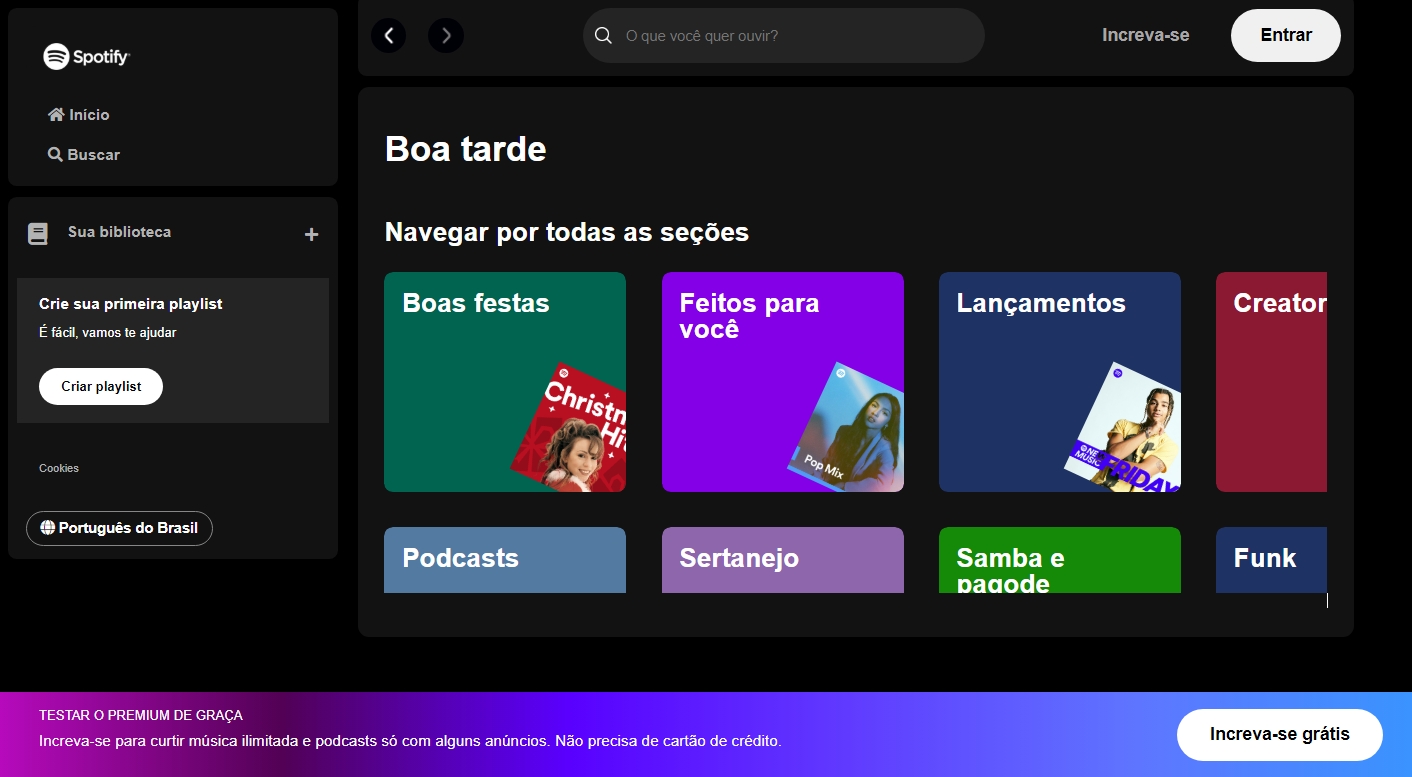 Spotify
Início
Buscar
Sua biblioteca
+
Crie sua primeira playlist
É fácil, vamos te ajudar
Criar playlist
Cookies
Português do Brasil
O que você quer ouvir?
Increva-se
Entrar
Boa tarde
Navegar por todas as seções
Boas festas
Christm
Hi
Feitos para
você
Pop Mix
Lançamentos
NE
MUSIC
FRIDAY
Creator
Podcasts
Sertanejo
Samba e
pagode
Funk
TESTAR O PREMIUM DE GRAÇA
Increva-se para curtir música ilimitada e podcasts só com alguns anúncios. Não precisa de cartão de crédito.
Increva-se grátis